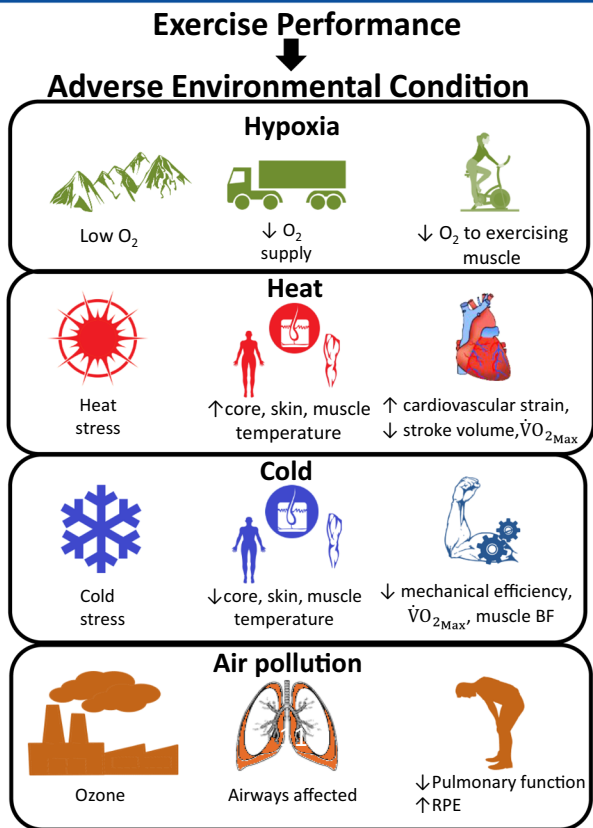 Exercise Performance
Adverse Environmental Condition
Hypoxia
Low O₂
↓ O₂
supply
↓ O₂ to exercising
muscle
Heat
Heat
stress
↑core, skin, muscle
temperature
↑ cardiovascular strain,
↓ stroke volume,V̇O₂Max
Cold
Cold
stress
↓core, skin, muscle
temperature
↓ mechanical efficiency,
V̇O₂Max, muscle BF
Air pollution
Ozone
Airways affected
↓Pulmonary function
↑RPE